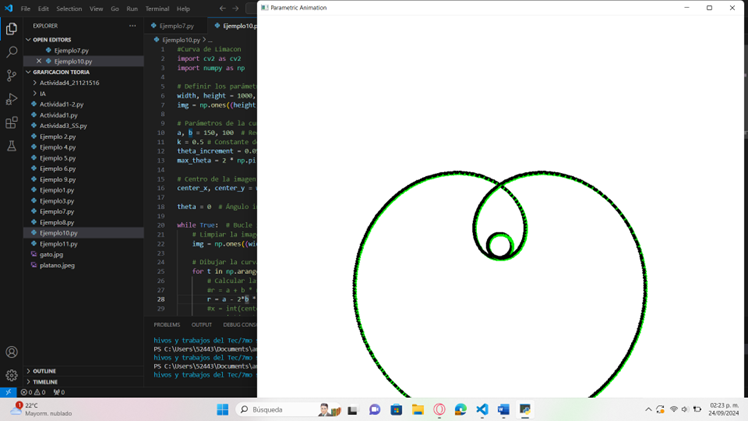 File Edit Selection View Go Run Terminal Help
Parametric Animation
EXPLORER
OPEN EDITORS
Ejemplo7.py
Ejemplo10.py
GRAFICACION TEORIA
Actividad4_21121516
IA
Actividad1-2.py
Actividad1.py
Actividad3_SS.py
Ejemplo 2.py
Ejemplo 4.py
Ejemplo 5.py
Ejemplo 6.py
Ejemplo 9.py
Ejemplo1.py
Ejemplo3.py
Ejemplo7.py
Ejemplo8.py
Ejemplo10.py
Ejemplo11.py
gato.jpg
platano.jpeg
OUTLINE
TIMELINE
Ejemplo7.py Ejemplo10.
Ejemplo10.py > ...
1 #Curva de Limacon
2 import cv2 as cv2
3 import numpy as np
4
5 # Definir los paráme
6 width, height = 1000,
7 img = np.ones((height
8
9 # Parámetros de la cu
10 a, b = 150, 100 # Re
11 k = 0.5 # Constante d
12 theta_increment = 0.0
13 max_theta = 2 * np.pi
14
15 # Centro de la imagen
16 center_x, center_y =
17
18 theta = 0 # Ángulo i
19
20 while True: # Bucle
21 # Limpiar la imag
22 img = np.ones((wi
23
24 # Dibujar la curv
25 for t in np.arang
26 # Calcular la
27 #r = a + b *
28 r = a - 2*b *
29 #x = int(cent
PROBLEMS OUTPUT DEBUG CONS
hivos y trabajos del Tec/7mo
PS C:\Users\52443\Documents\a
hivos y trabajos del Tec/7mo
PS C:\Users\52443\Documents\a
hivos y trabajos del Tec/7mo
0 0 0
1
22°C
Mayorm. nublado
Búsqueda
02:23 p. m.
24/09/2024